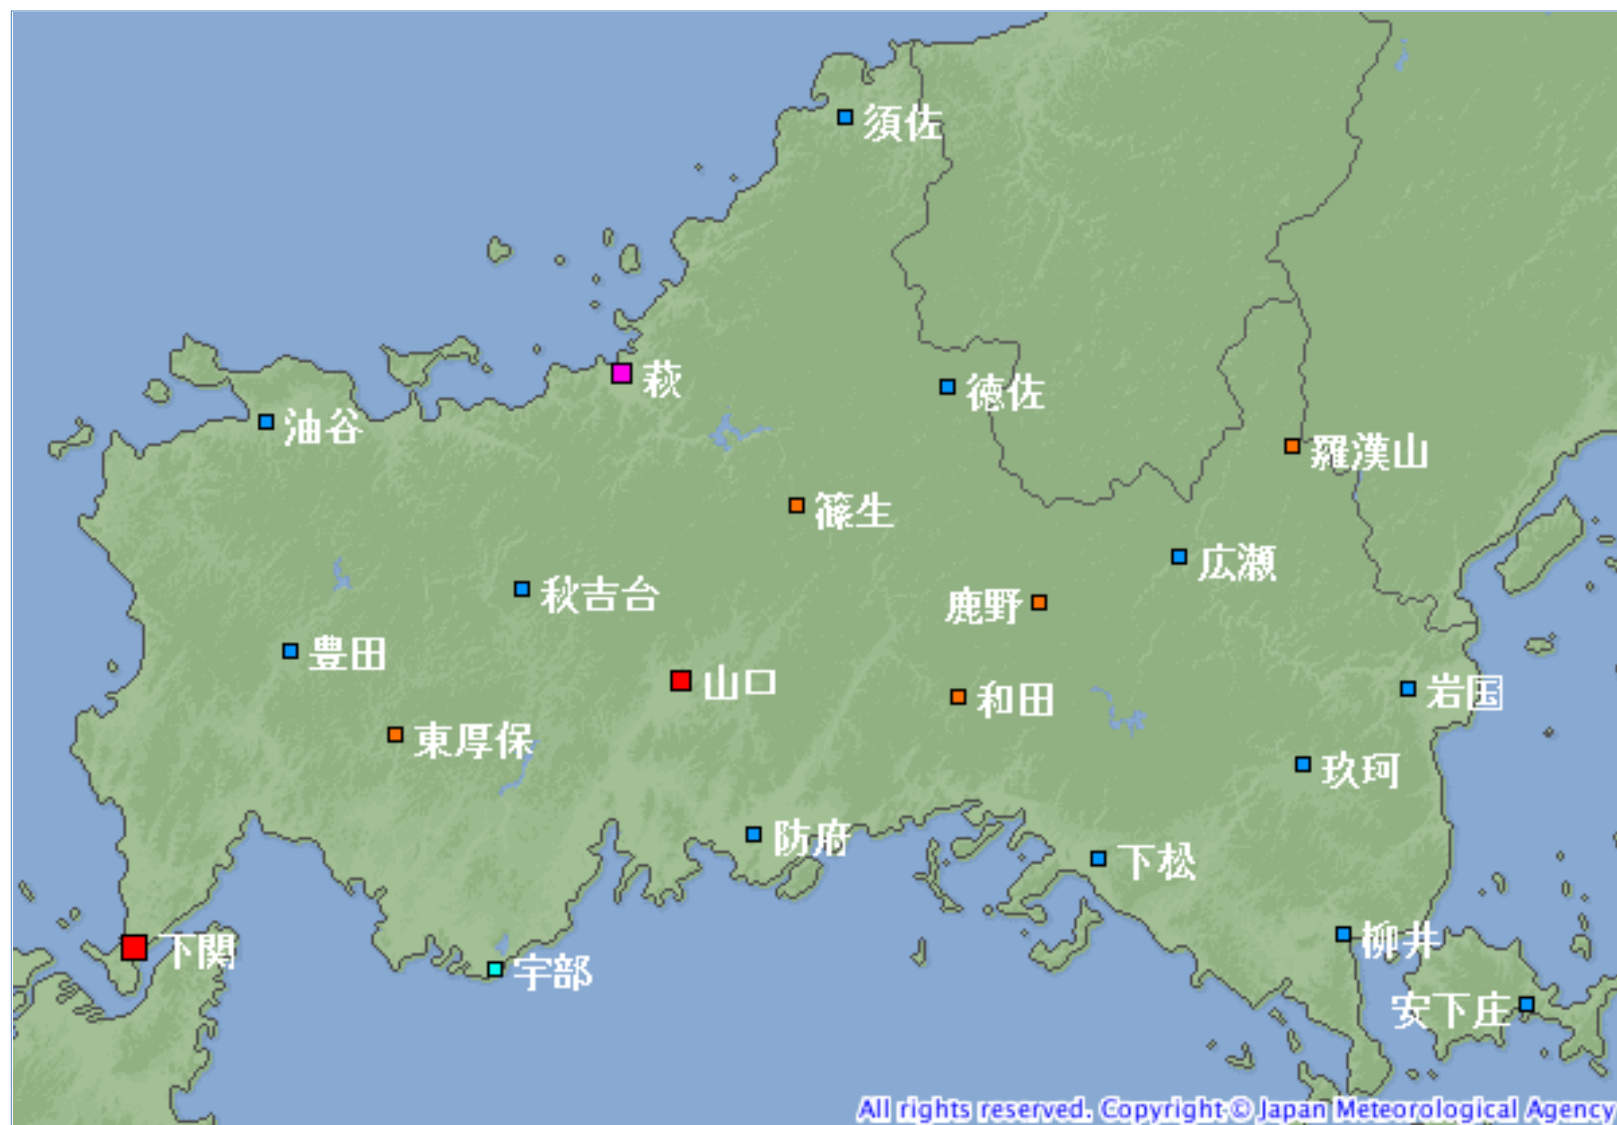 須佐
萩
徳佐
油谷
羅漢山
篠生
広瀬
秋吉台
鹿野
豊田
山口
和田
岩国
東厚保
玖珂
防府
下松
柳井
下関
宇部
安下庄
All rights reserved. Copyright © Japan Meteorological Agency